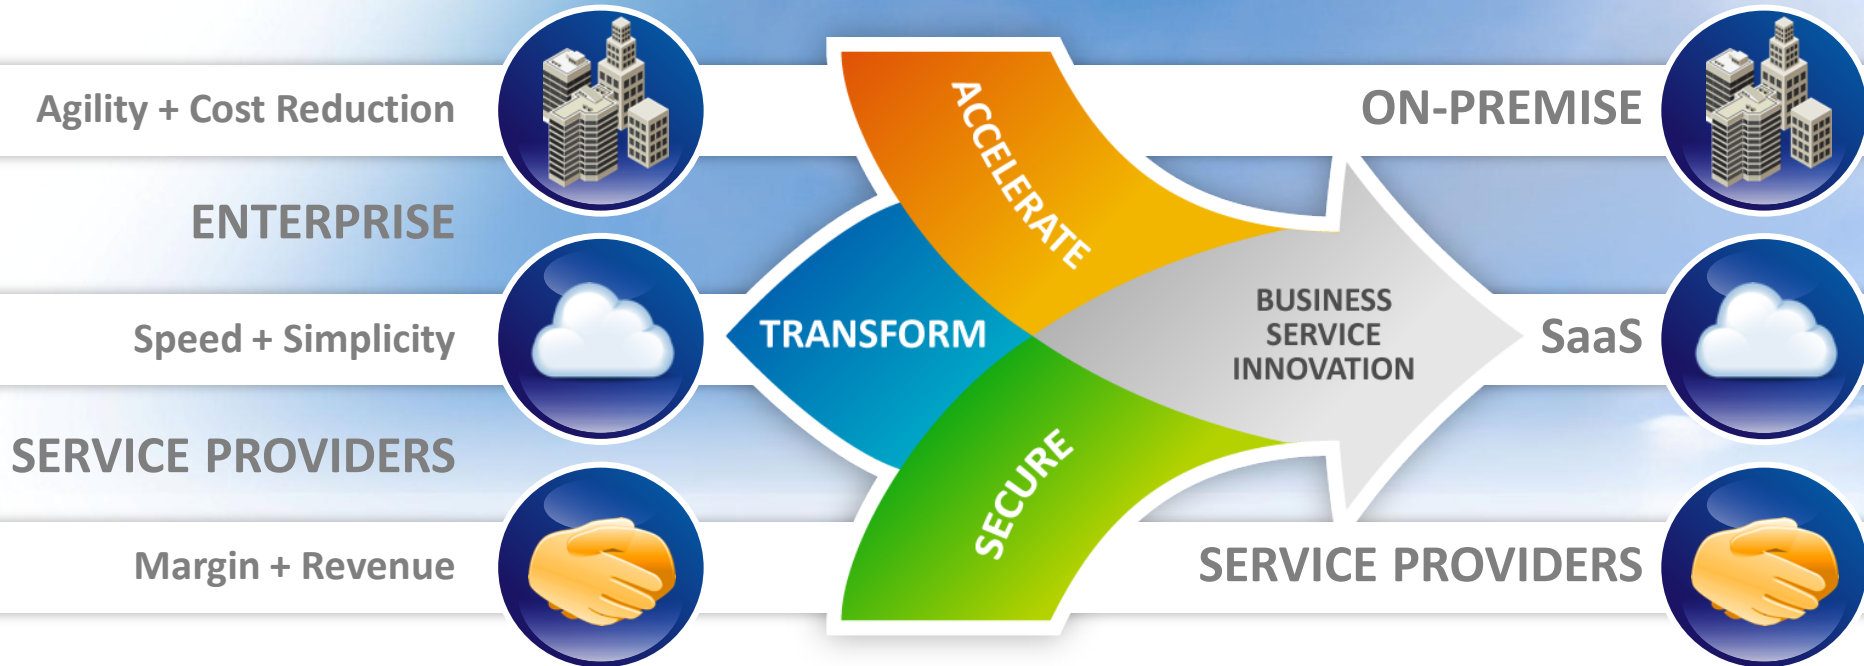 Agility + Cost Reduction
ENTERPRISE
Speed + Simplicity
SERVICE PROVIDERS
Margin + Revenue
ACCELERATE
TRANSFORM
SECURE
BUSINESS
SERVICE
INNOVATION
ON-PREMISE
SaaS
SERVICE PROVIDERS